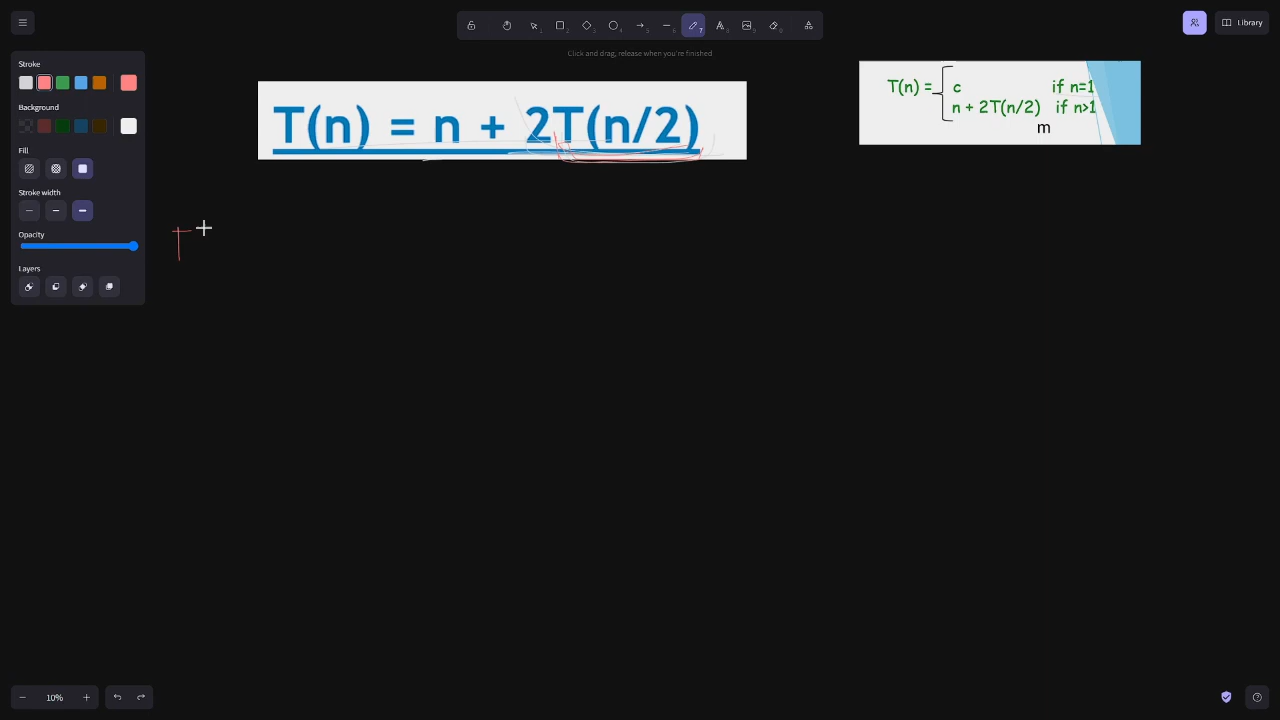 Library
Click and drag, release when you're finished
Stroke
Background
Fill
Stroke width
Opacity
Layers
T(n) = n + 2T(n/2)
T(n) = c if n=1
n + 2T(n/2) if n>1
m
T
10%